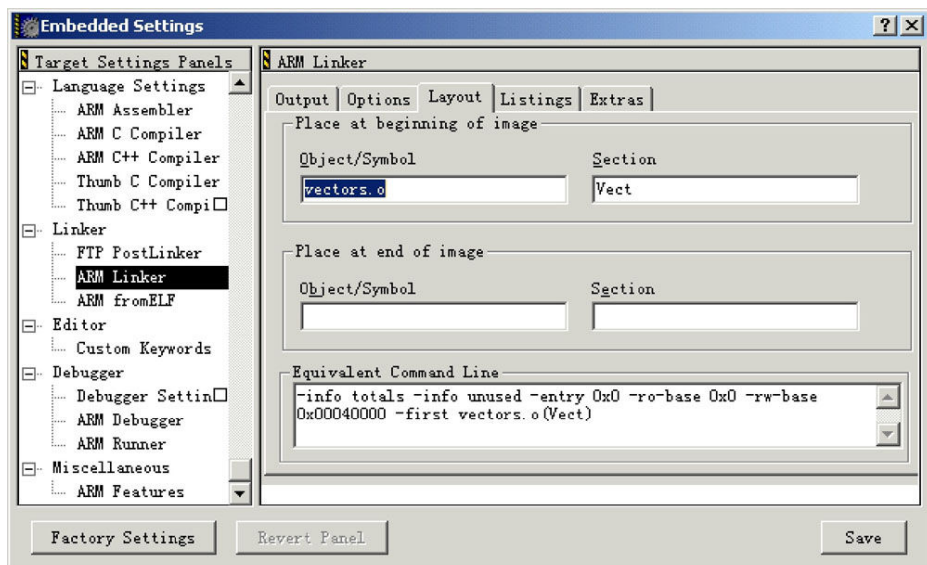 Embedded Settings
Target Settings Panels
Language Settings
ARM Assembler
ARM C Compiler
ARM C++ Compiler
Thumb C Compiler
Thumb C++ Compi
Linker
FTP PostLinker
ARM Linker
ARM fromELF
Editor
Custom Keywords
Debugger
Debugger Settin
ARM Debugger
ARM Runner
Miscellaneous
ARM Features
ARM Linker
Output Options Layout Listings Extras
Place at beginning of image
Object/Symbol Section
vectors.o Vect
Place at end of image
Object/Symbol Section
Equivalent Command Line
-info totals -info unused -entry 0x0 -ro-base 0x0 -rw-base
0x00040000 -first vectors.o(Vect)
Factory Settings Revert Panel Save